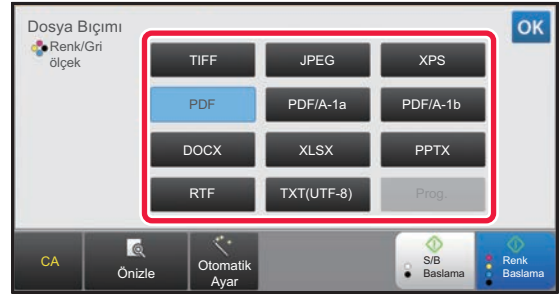 Dosya Bıçımı
OK
Renk/Gri
ölçek
TIFF
JPEG
XPS
PDF
PDF/A-1a
PDF/A-1b
DOCX
XLSX
PPTX
RTF
TXT(UTF-8)
Prog.
CA
Önizle
Otomatik
Ayar
S/B
Baslama
Renk
Baslama